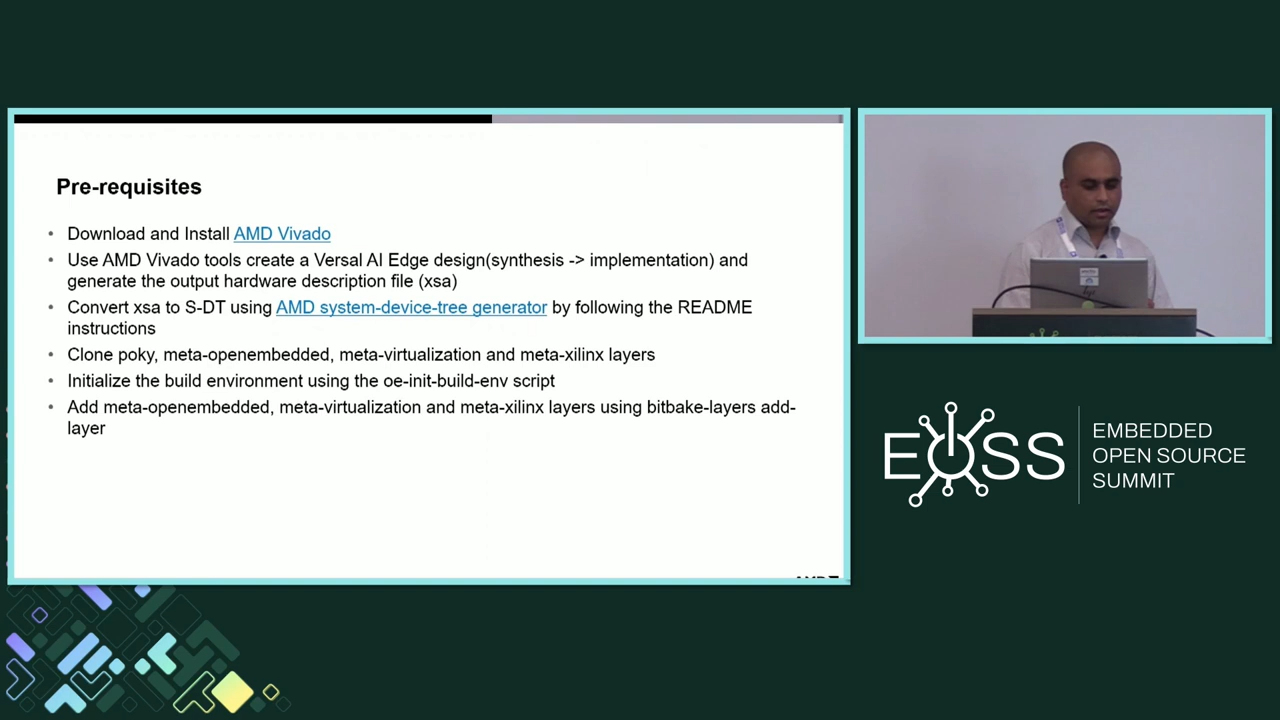 Pre-requisites
• Download and Install AMD Vivado
• Use AMD Vivado tools create a Versal AI Edge design(synthesis -> implementation) and
generate the output hardware description file (xsa)
• Convert xsa to S-DT using AMD system-device-tree generator by following the README
instructions
• Clone poky, meta-openembedded, meta-virtualization and meta-xilinx layers
• Initialize the build environment using the oe-init-build-env script
• Add meta-openembedded, meta-virtualization and meta-xilinx layers using bitbake-layers add-
layer
EOSS
EMBEDDED
OPEN SOURCE
SUMMIT